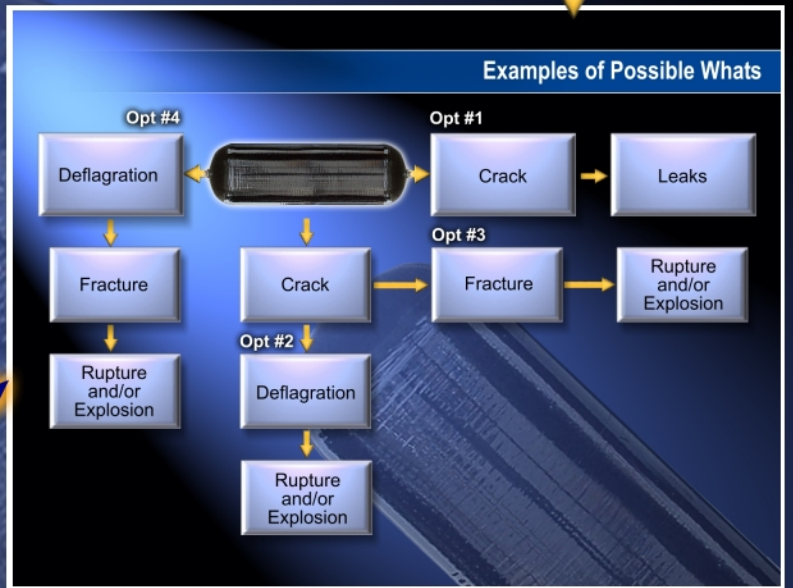 Examples of Possible Whats
Opt #4
Opt #1
Deflagration
Crack
Leaks
Opt #3
Fracture
Crack
Fracture
Rupture
and/or
Explosion
Opt #2
Rupture
and/or
Explosion
Deflagration
Rupture
and/or
Explosion